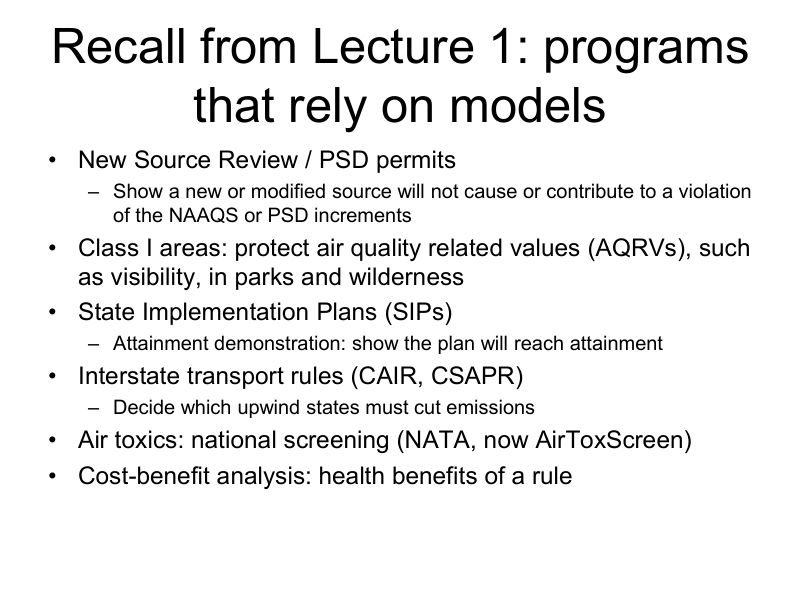 Recall from Lecture 1: programs
that rely on models
• New Source Review / PSD permits
– Show a new or modified source will not cause or contribute to a violation
of the NAAQS or PSD increments
• Class I areas: protect air quality related values (AQRVs), such
as visibility, in parks and wilderness
• State Implementation Plans (SIPs)
– Attainment demonstration: show the plan will reach attainment
• Interstate transport rules (CAIR, CSAPR)
– Decide which upwind states must cut emissions
• Air toxics: national screening (NATA, now AirToxScreen)
• Cost-benefit analysis: health benefits of a rule